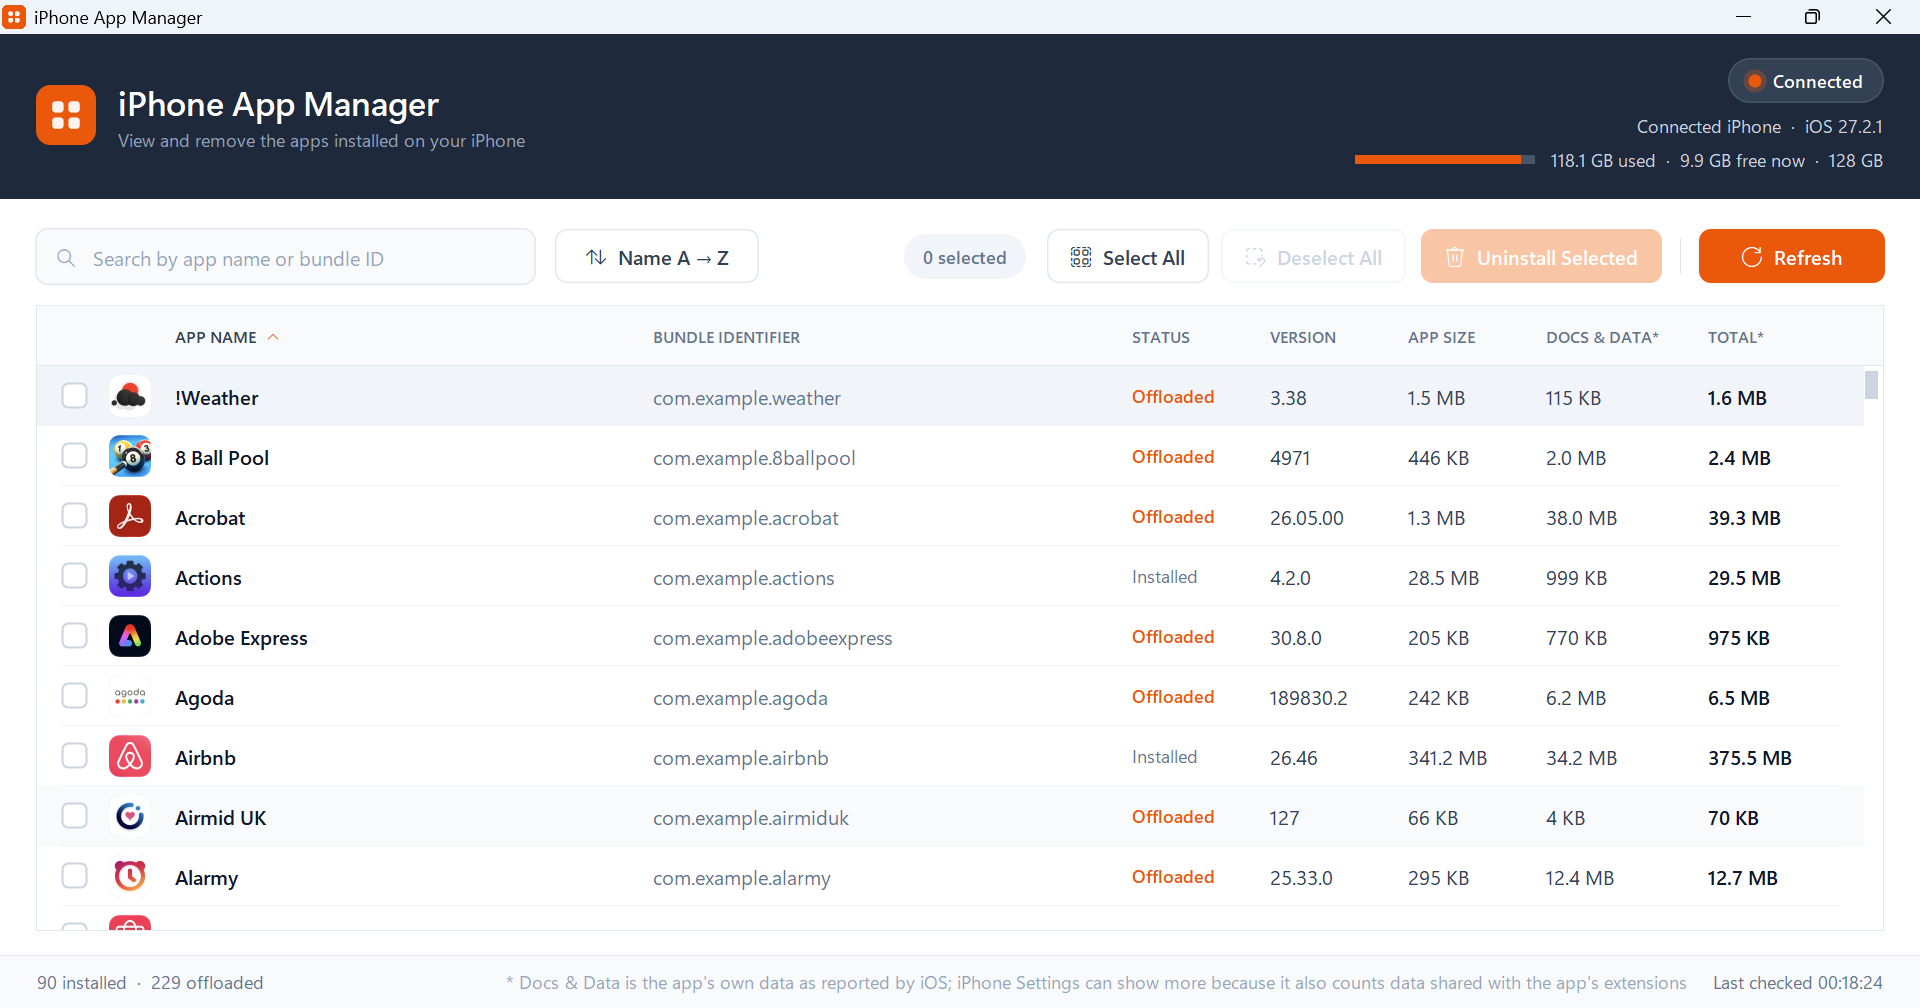 iPhone App Manager
iPhone App Manager
View and remove the apps installed on your iPhone
Connected
Connected iPhone · iOS 27.2.1
118.1 GB used · 9.9 GB free now · 128 GB
Search by app name or bundle ID
Name A → Z
0 selected
Select All
Deselect All
Uninstall Selected
Refresh
APP NAME BUNDLE IDENTIFIER STATUS VERSION APP SIZE DOCS & DATA* TOTAL*
!Weather com.example.weather Offloaded 3.38 1.5 MB 115 KB 1.6 MB
8 Ball Pool com.example.8ballpool Offloaded 4971 446 KB 2.0 MB 2.4 MB
Acrobat com.example.acrobat Offloaded 26.05.00 1.3 MB 38.0 MB 39.3 MB
Actions com.example.actions Installed 4.2.0 28.5 MB 999 KB 29.5 MB
Adobe Express com.example.adobeexpress Offloaded 30.8.0 205 KB 770 KB 975 KB
agoda
Agoda com.example.agoda Offloaded 189830.2 242 KB 6.2 MB 6.5 MB
Airbnb com.example.airbnb Installed 26.46 341.2 MB 34.2 MB 375.5 MB
Airmid UK com.example.airmiduk Offloaded 127 66 KB 4 KB 70 KB
Alarmy com.example.alarmy Offloaded 25.33.0 295 KB 12.4 MB 12.7 MB
90 installed · 229 offloaded
* Docs & Data is the app's own data as reported by iOS; iPhone Settings can show more because it also counts data shared with the app's extensions
Last checked 00:18:24